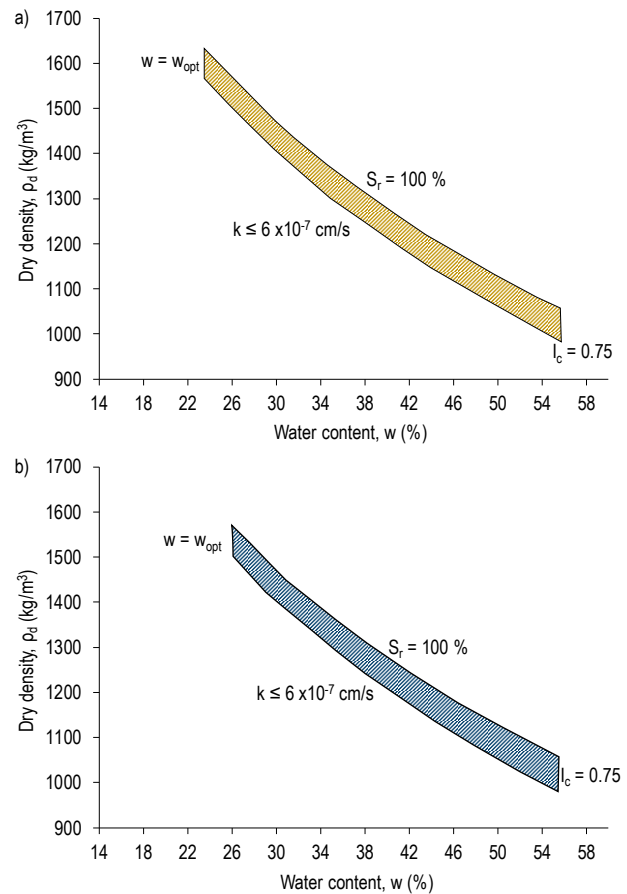 a)
1700
1600
1500
1400
1300
1200
1100
1000
900
Dry density, ρd (kg/m³)
w = wopt
Sr = 100 %
k ≤ 6 x10⁻⁷ cm/s
Ic = 0.75
14 18 22 26 30 34 38 42 46 50 54 58
Water content, w (%)
b)
1700
1600
1500
1400
1300
1200
1100
1000
900
Dry density, ρd (kg/m³)
w = wopt
Sr = 100 %
k ≤ 6 x10⁻⁷ cm/s
Ic = 0.75
14 18 22 26 30 34 38 42 46 50 54 58
Water content, w (%)